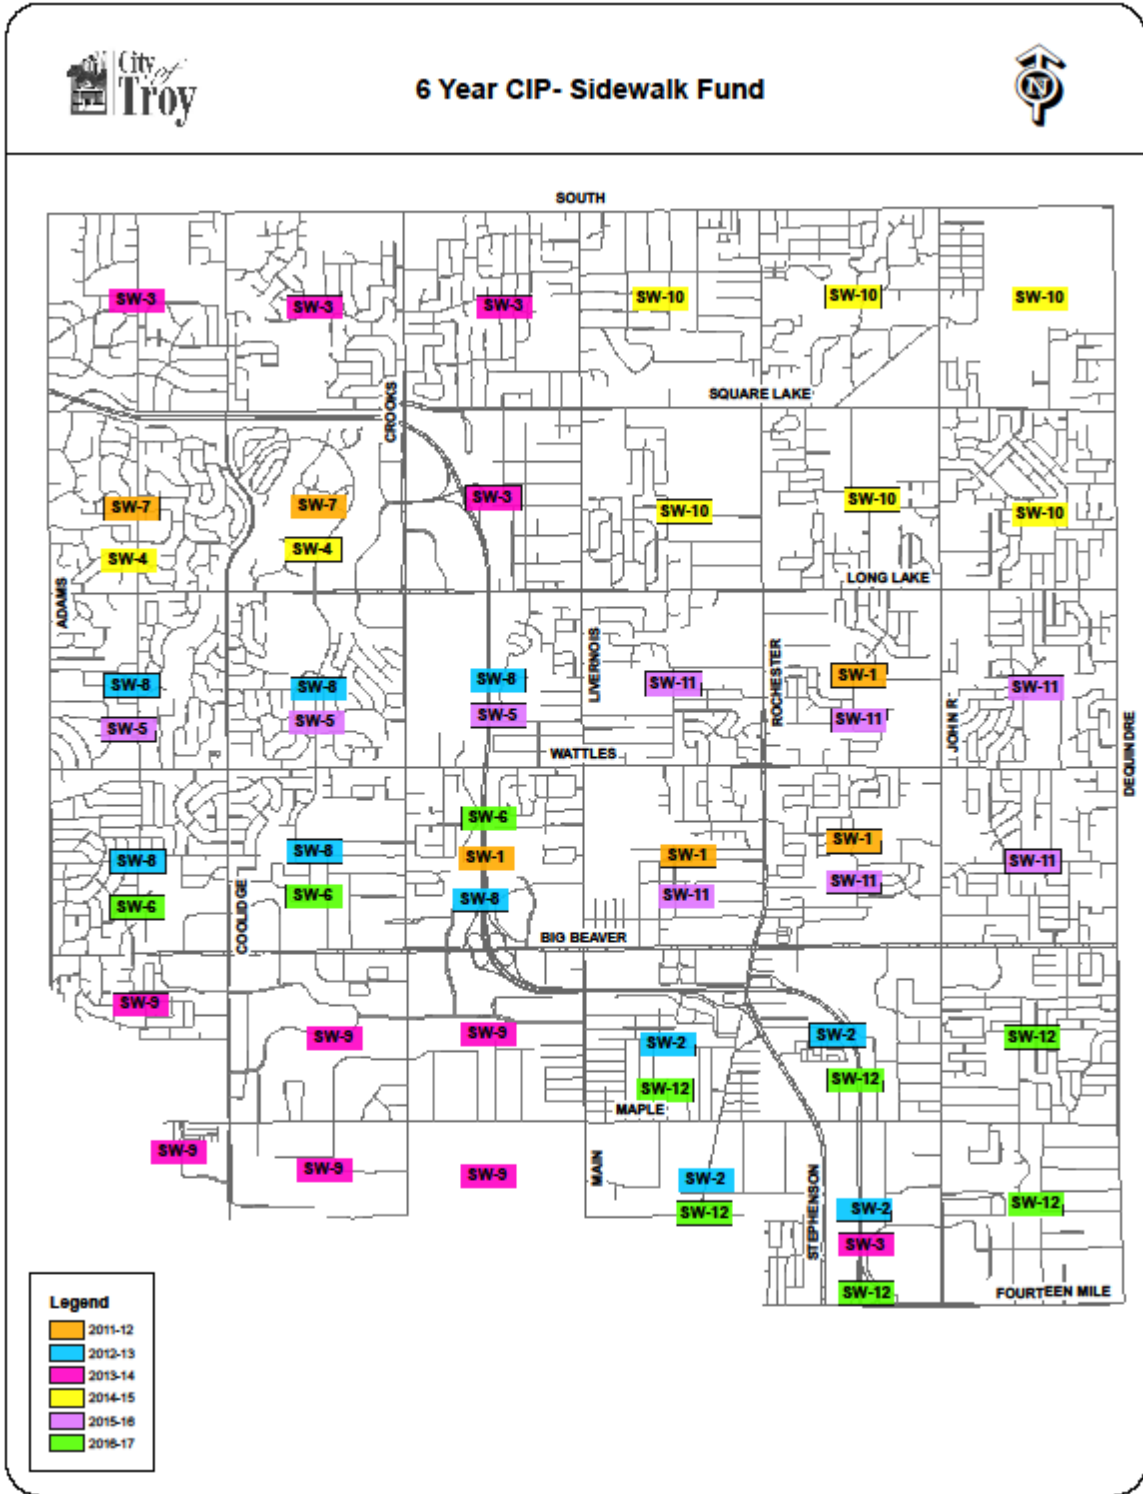 City of
Troy
6 Year CIP- Sidewalk Fund
N
SOUTH
SW-3
SW-3
SW-3
SW-10
SW-10
SW-10
CROOKS
SQUARE LAKE
SW-7
SW-7
SW-3
SW-10
SW-10
SW-10
SW-4
SW-4
ADAMS
LONG LAKE
LIVERNOIS
ROCHESTER
JOHN R
DEQUINDRE
SW-8
SW-8
SW-8
SW-11
SW-1
SW-11
SW-5
SW-5
SW-5
SW-11
WATTLES
SW-6
SW-8
SW-8
SW-1
SW-1
SW-1
SW-11
SW-6
SW-6
SW-8
SW-11
SW-11
COOLIDGE
BIG BEAVER
SW-9
SW-9
SW-9
SW-2
SW-2
SW-12
SW-12
SW-12
MAPLE
SW-9
SW-9
SW-9
MAIN
SW-2
SW-12
STEPHENSON
SW-2
SW-12
SW-3
SW-12
FOURTEEN MILE
Legend
2011-12
2012-13
2013-14
2014-15
2015-16
2016-17